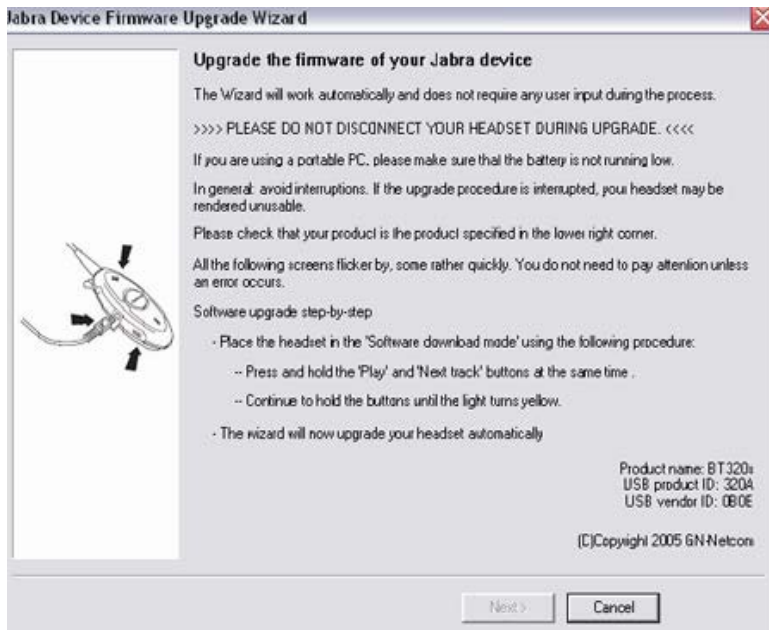 Jabra Device Firmware Upgrade Wizard
Upgrade the firmware of your Jabra device
The Wizard will work automatically and does not require any user input during the process.
>>>> PLEASE DO NOT DISCONNECT YOUR HEADSET DURING UPGRADE. <<<<
If you are using a portable PC, please make sure that the battery is not running low.
In general: avoid interruptions. If the upgrade procedure is interrupted, your headset may be
rendered unusable.
Please check that your product is the product specified in the lower right corner.
All the following screens flicker by, some rather quickly. You do not need to pay attention unless
an error occurs.
Software upgrade step-by-step
- Place the headset in the 'Software download mode' using the following procedure:
-- Press and hold the 'Play' and 'Next track' buttons at the same time .
-- Continue to hold the buttons until the light turns yellow.
- The wizard will now upgrade your headset automatically
Product name: BT320s
USB product ID: 320A
USB vendor ID: 0B0E
(C)Copyright 2005 GN-Netcom
Next >
Cancel